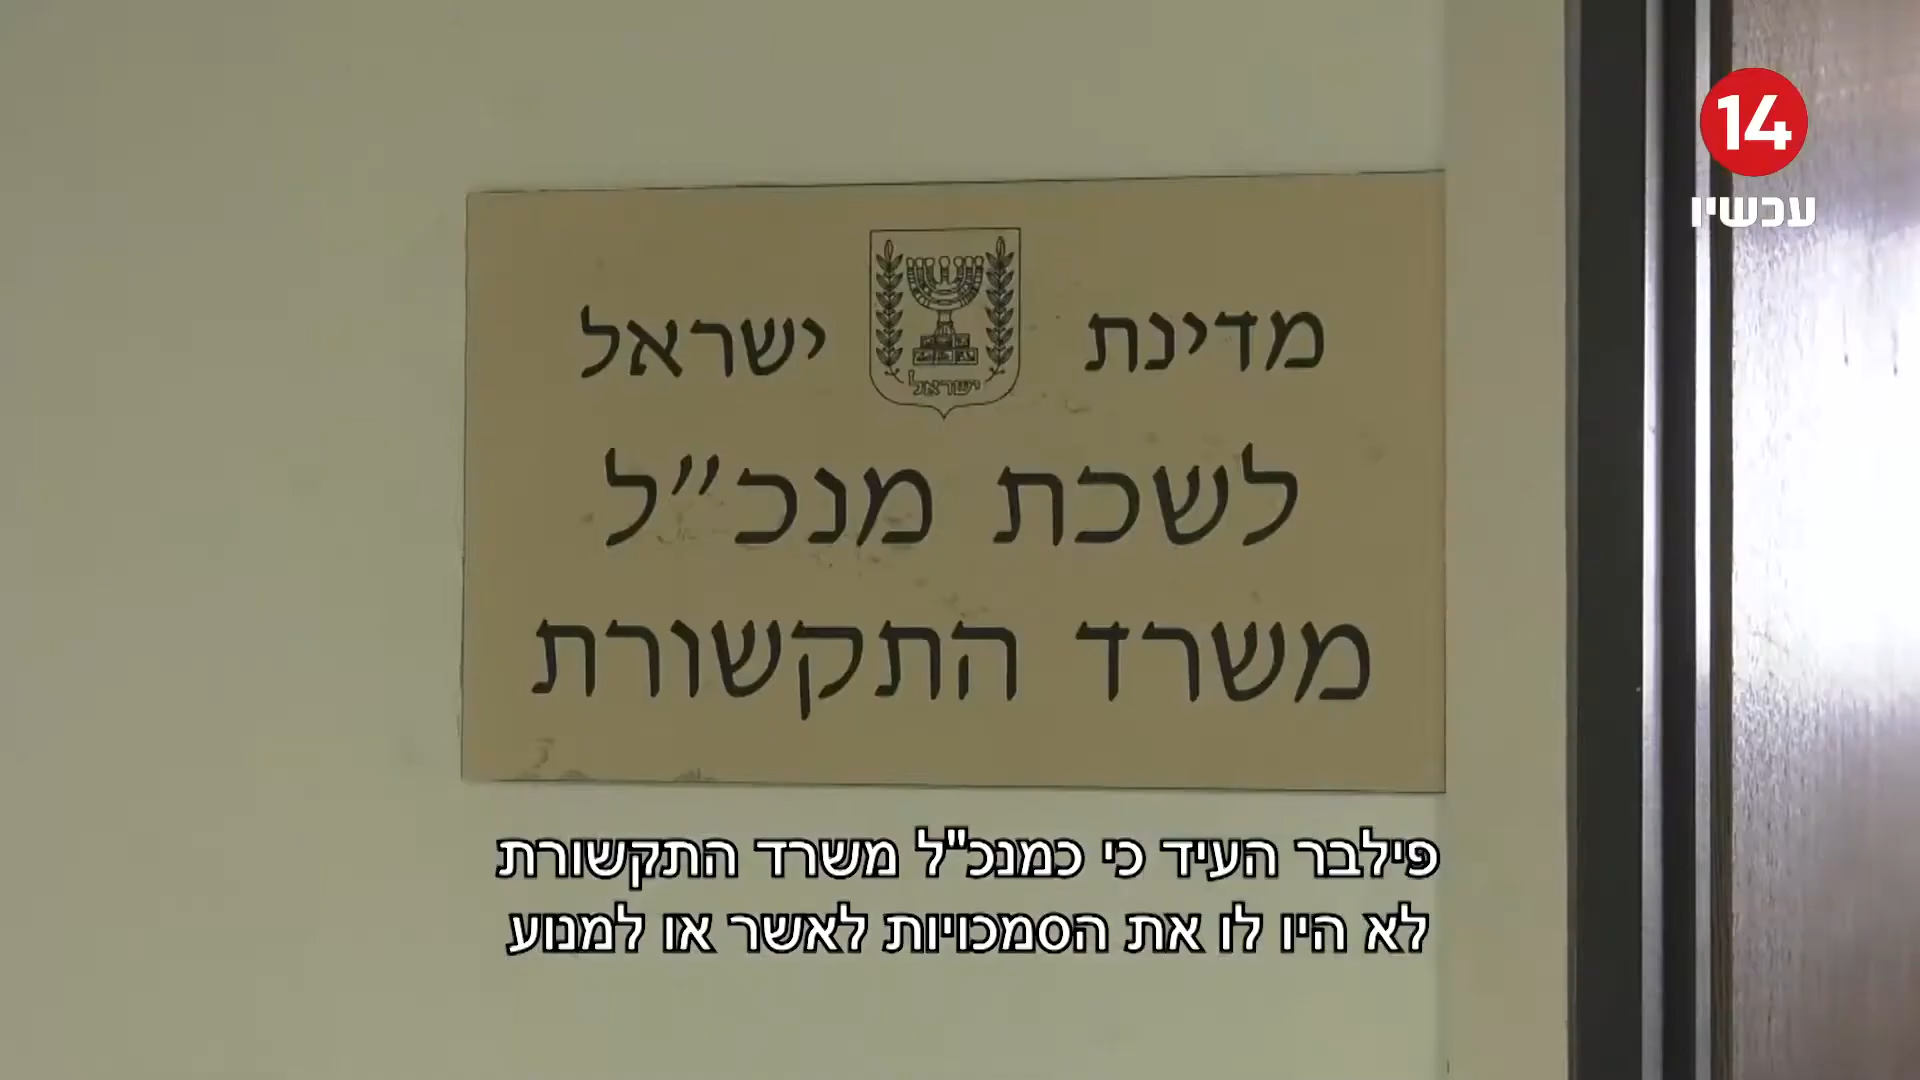 14
עכשיו
מדינת ישראל
ישראל
לשכת מנכ"ל
משרד התקשורת
פילבר העיד כי כמנכ"ל משרד התקשורת
לא היו לו את הסמכויות לאשר או למנוע